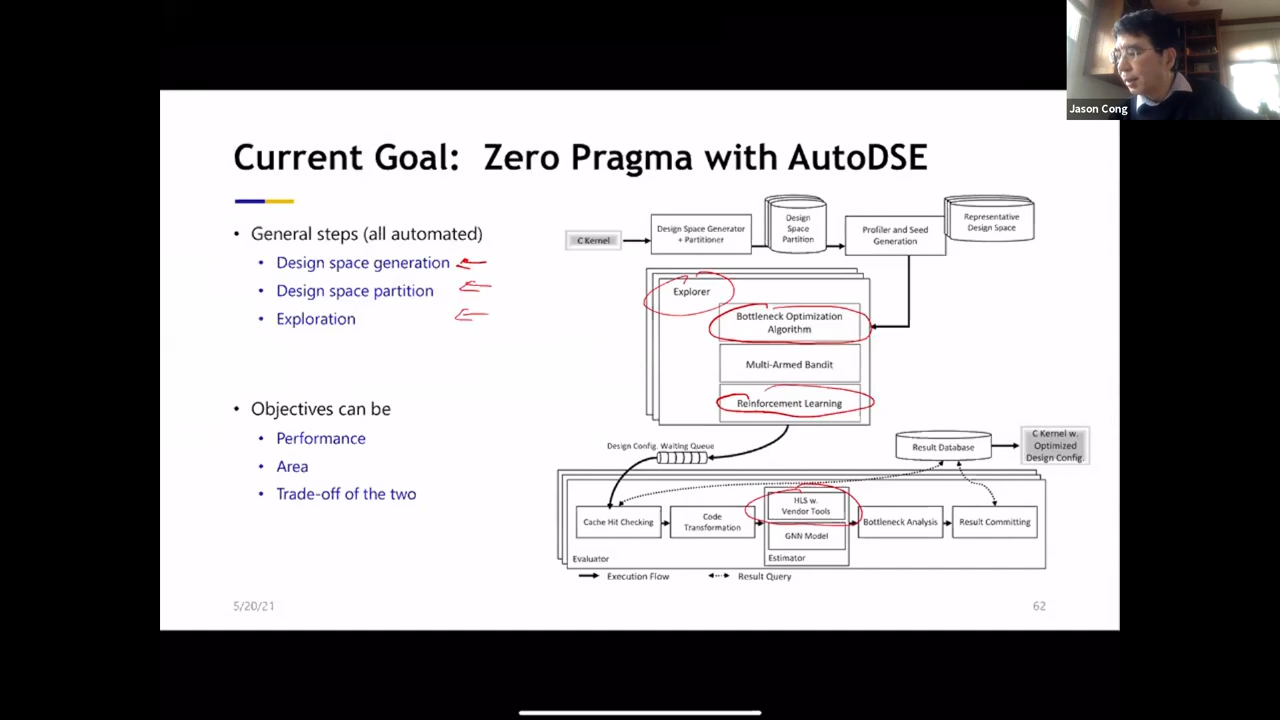 Jason Cong
Current Goal: Zero Pragma with AutoDSE
• General steps (all automated)
• Design space generation
• Design space partition
• Exploration
• Objectives can be
• Performance
• Area
• Trade-off of the two
C Kernel
Design Space Generator
+ Partitioner
Design
Space
Partition
Profiler and Seed
Generation
Representative
Design Space
Explorer
Bottleneck Optimization
Algorithm
Multi-Armed Bandit
Reinforcement Learning
Design Config. Waiting Queue
Result Database
C Kernel w.
Optimized
Design Config.
Cache Hit Checking
Code
Transformation
HLS w.
Vendor Tools
GNN Model
Estimator
Bottleneck Analysis
Result Committing
Evaluator
Execution Flow
Result Query
5/20/21
62